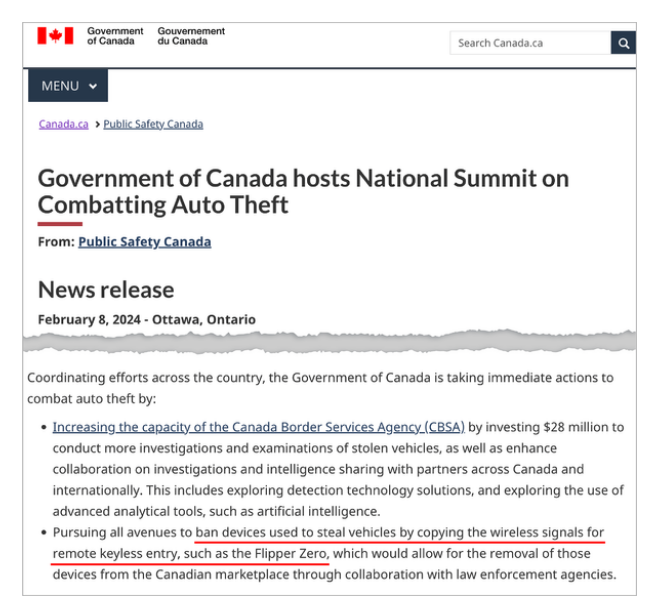 Government of Canada
Gouvernement du Canada
Search Canada.ca
MENU
Canada.ca > Public Safety Canada
Government of Canada hosts National Summit on
Combatting Auto Theft
From: Public Safety Canada
News release
February 8, 2024 - Ottawa, Ontario
Coordinating efforts across the country, the Government of Canada is taking immediate actions to
combat auto theft by:
• Increasing the capacity of the Canada Border Services Agency (CBSA) by investing $28 million to
conduct more investigations and examinations of stolen vehicles, as well as enhance
collaboration on investigations and intelligence sharing with partners across Canada and
internationally. This includes exploring detection technology solutions, and exploring the use of
advanced analytical tools, such as artificial intelligence.
• Pursuing all avenues to ban devices used to steal vehicles by copying the wireless signals for
remote keyless entry, such as the Flipper Zero, which would allow for the removal of those
devices from the Canadian marketplace through collaboration with law enforcement agencies.